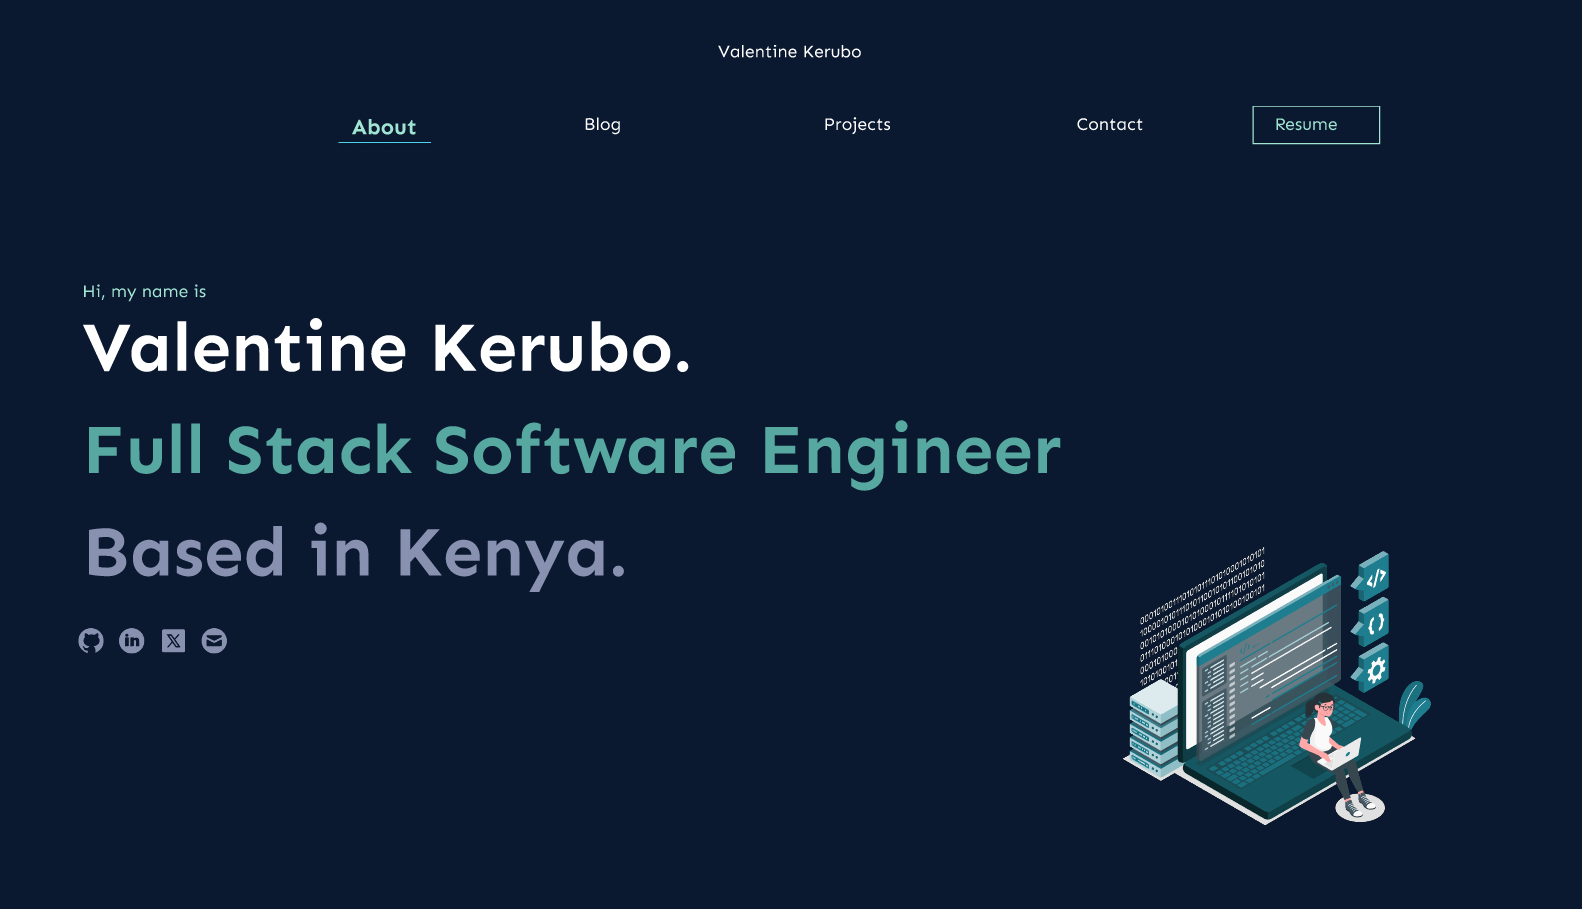 Valentine Kerubo
About
Blog
Projects
Contact
Resume
Hi, my name is
Valentine Kerubo.
Full Stack Software Engineer
Based in Kenya.